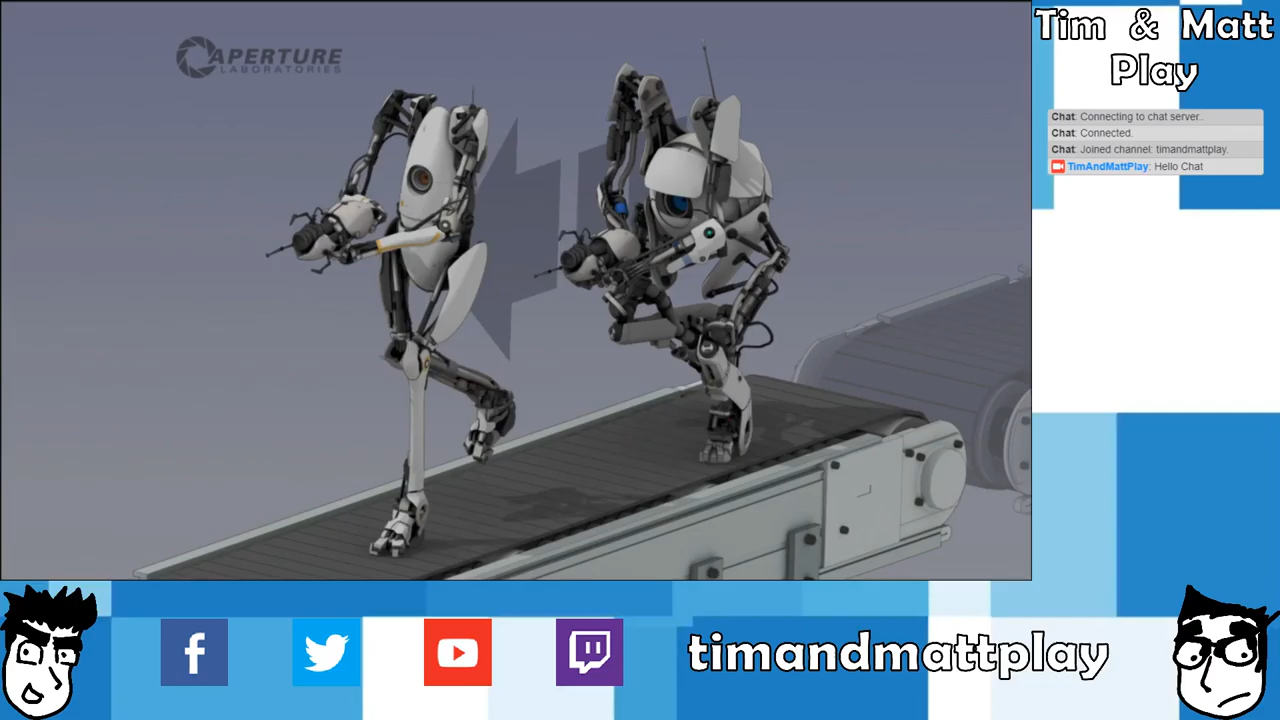 APERTURE
LABORATORIES
Tim & Matt
Play
Chat: Connecting to chat server..
Chat: Connected.
Chat: Joined channel: timandmattplay.
TimAndMattPlay: Hello Chat
timandmattplay